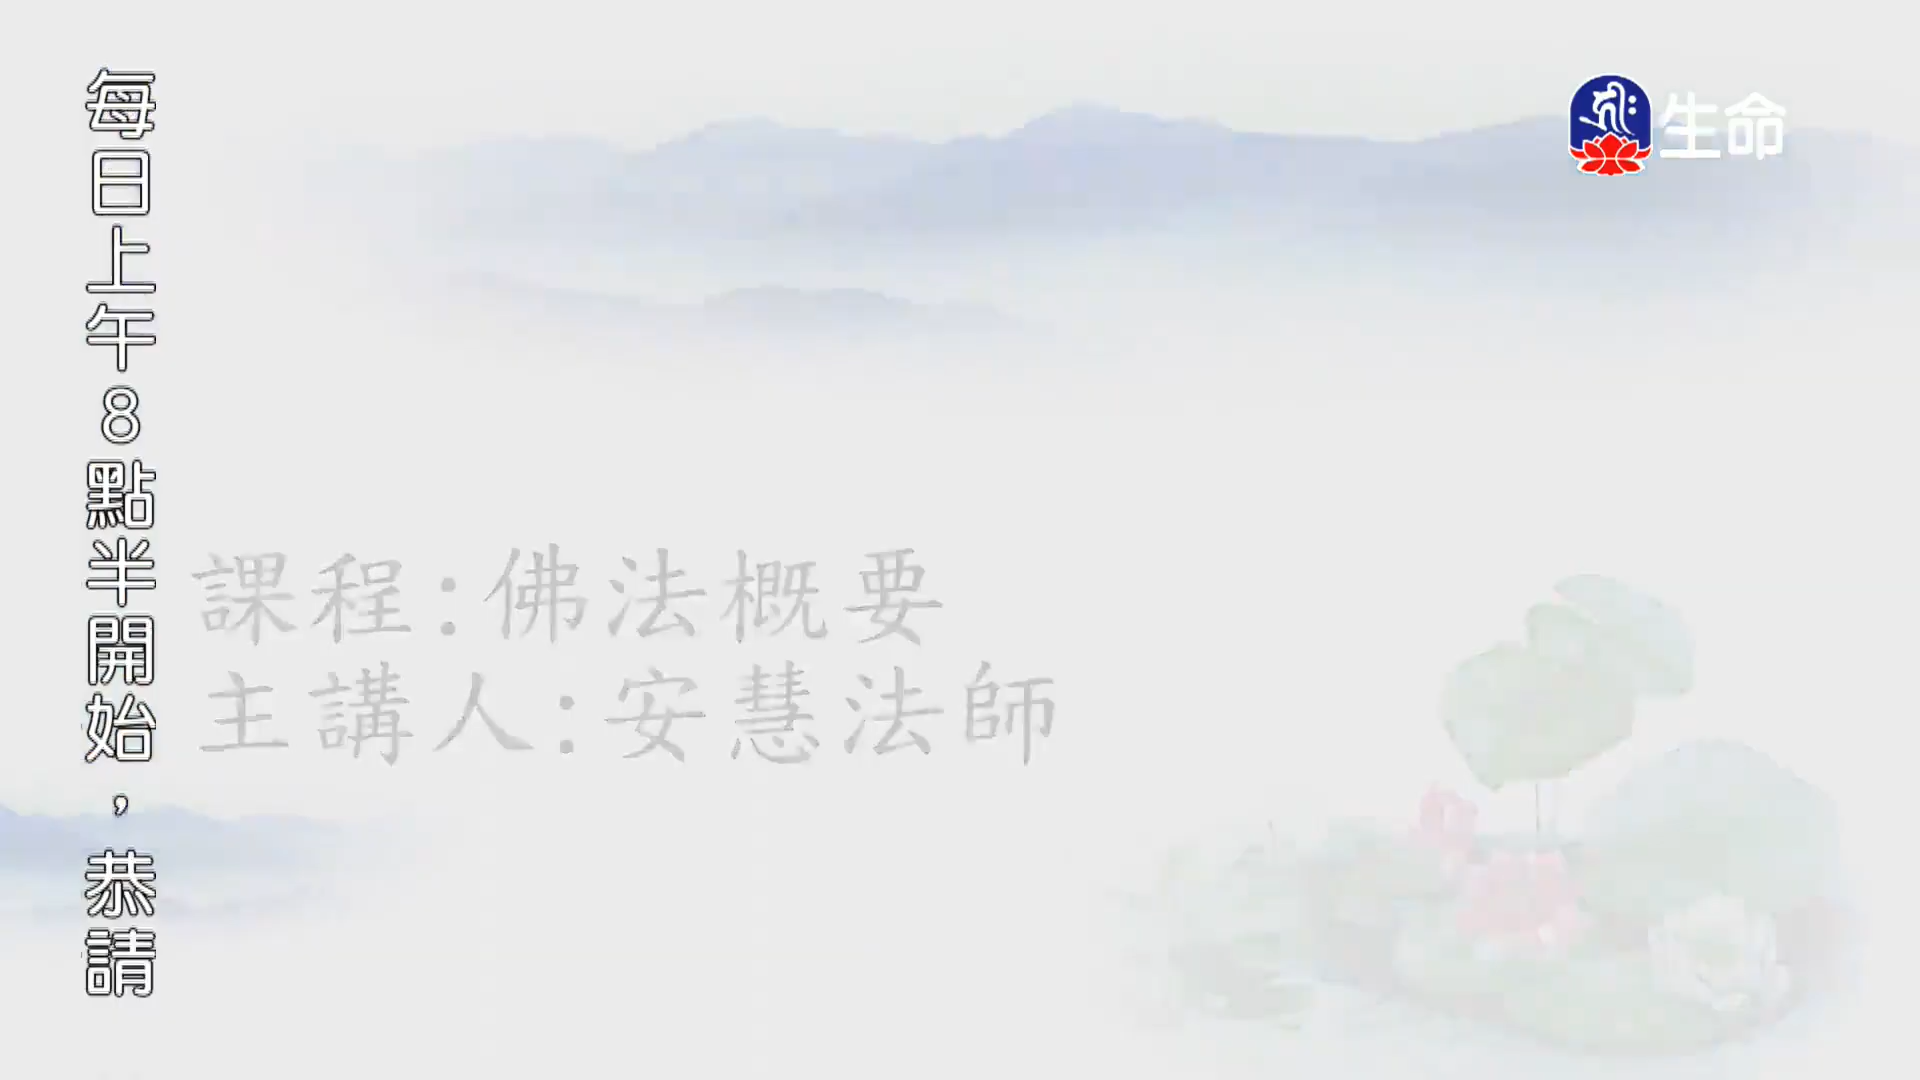 每日上午8點半開始，恭請
生命
課程:佛法概要
主講人:安慧法師